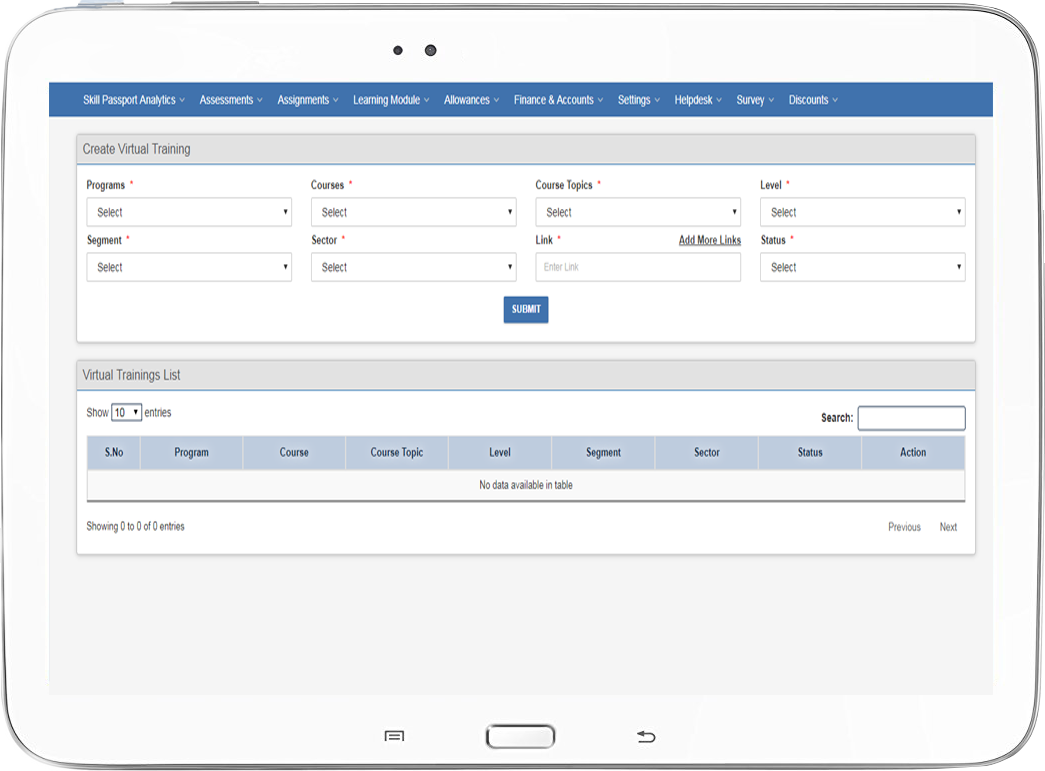 Skill Passport Analytics Assessments Assignments Learning Module Allowances Finance & Accounts Settings Helpdesk Survey Discounts
Create Virtual Training
Programs * Courses * Course Topics * Level *
Select Select Select Select
Segment * Sector * Link * Add More Links Status *
Select Select Enter Link Select
SUBMIT
Virtual Trainings List
Show 10 entries
Search:
S.No Program Course Course Topic Level Segment Sector Status Action
No data available in table
Showing 0 to 0 of 0 entries Previous Next